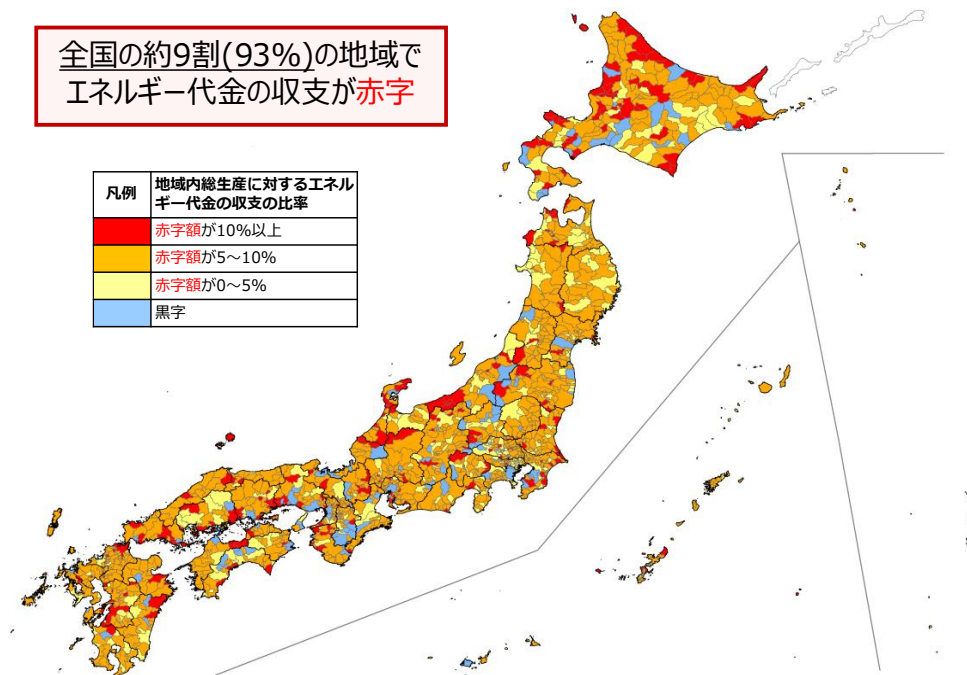 全国の約9割(93%)の地域で
エネルギー代金の収支が赤字
凡例
地域内総生産に対するエネル
ギー代金の収支の比率
赤字額が10%以上
赤字額が5～10%
赤字額が0～5%
黒字